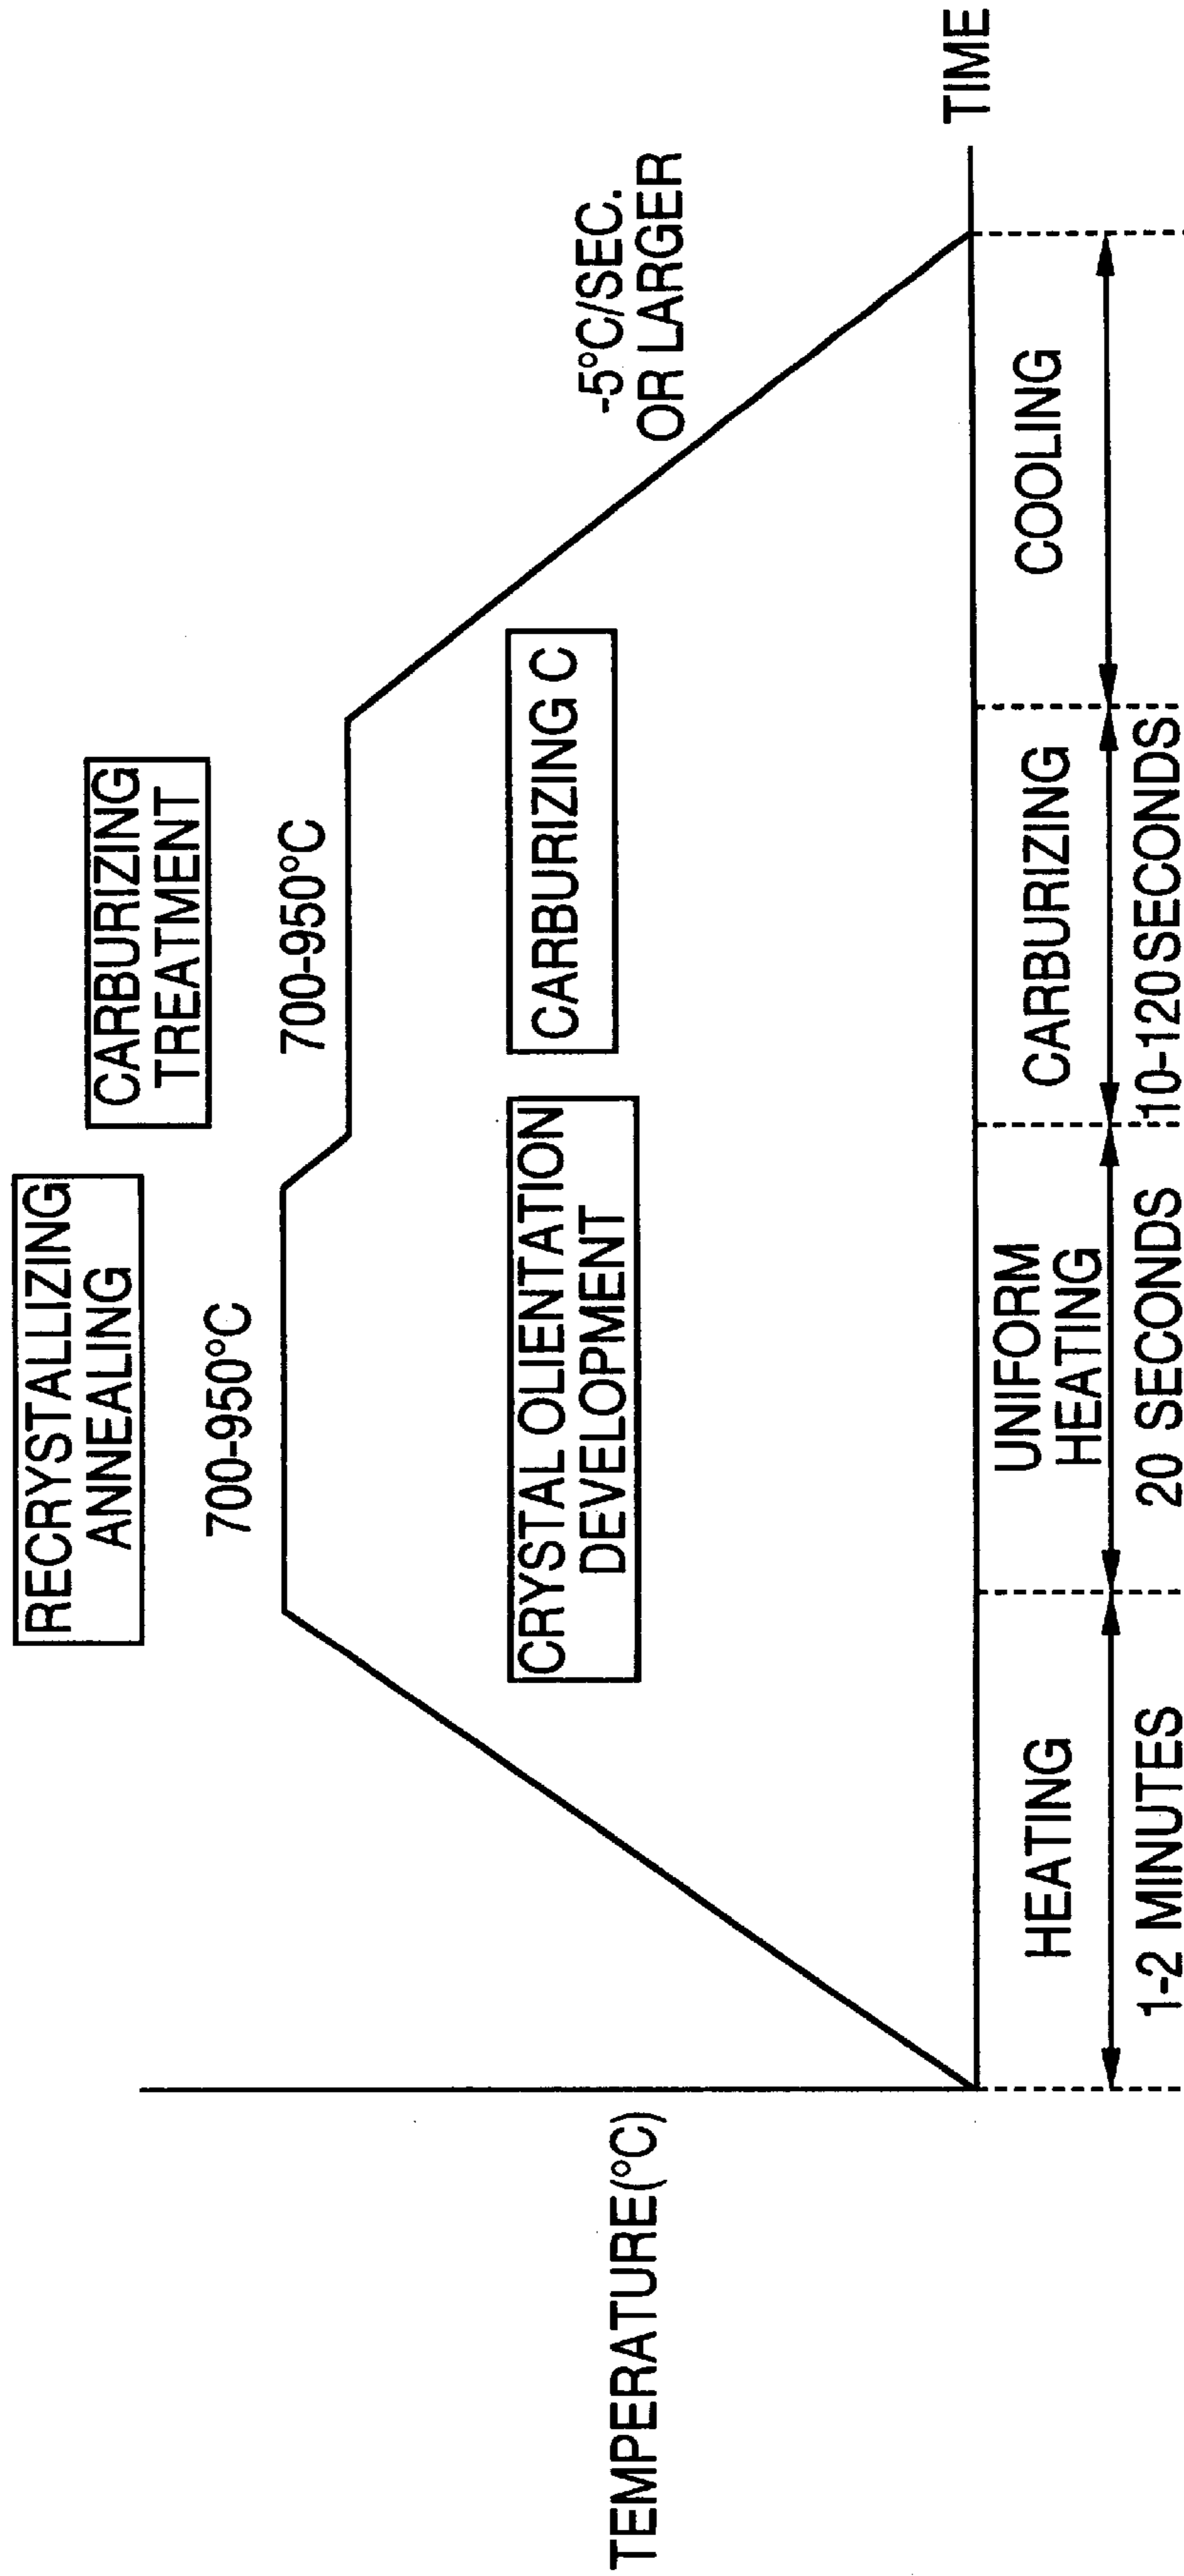 RECRYSTALLIZING
ANNEALING
CARBURIZING
TREATMENT
700-950°C
700-950°C
CRYSTAL OLIENTATION
DEVELOPMENT
CARBURIZING C
-5°C/SEC.
OR LARGER
TEMPERATURE(°C)
TIME
HEATING
UNIFORM
HEATING
CARBURIZING
COOLING
1-2 MINUTES
20 SECONDS
10-120SECONDS